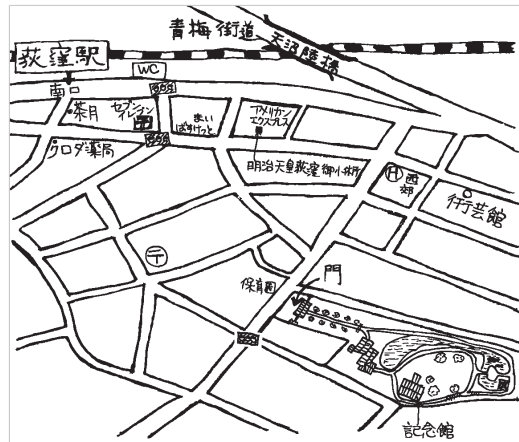 青梅街道
天沼陸橋
荻窪駅
WC
南口
茶月
セブン
イレブン
まい
ばすけっと
アメリカン
エクスプレス
クロダ薬局
明治天皇荻窪御小休所
H
西郊
衎芸館
〒
保育園
門
記念館